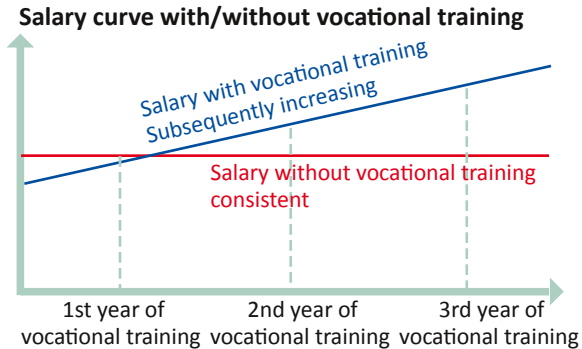 Salary curve with/without vocational training
Salary with vocational training
Subsequently increasing
Salary without vocational training
consistent
1st year of
vocational training
2nd year of
vocational training
3rd year of
vocational training